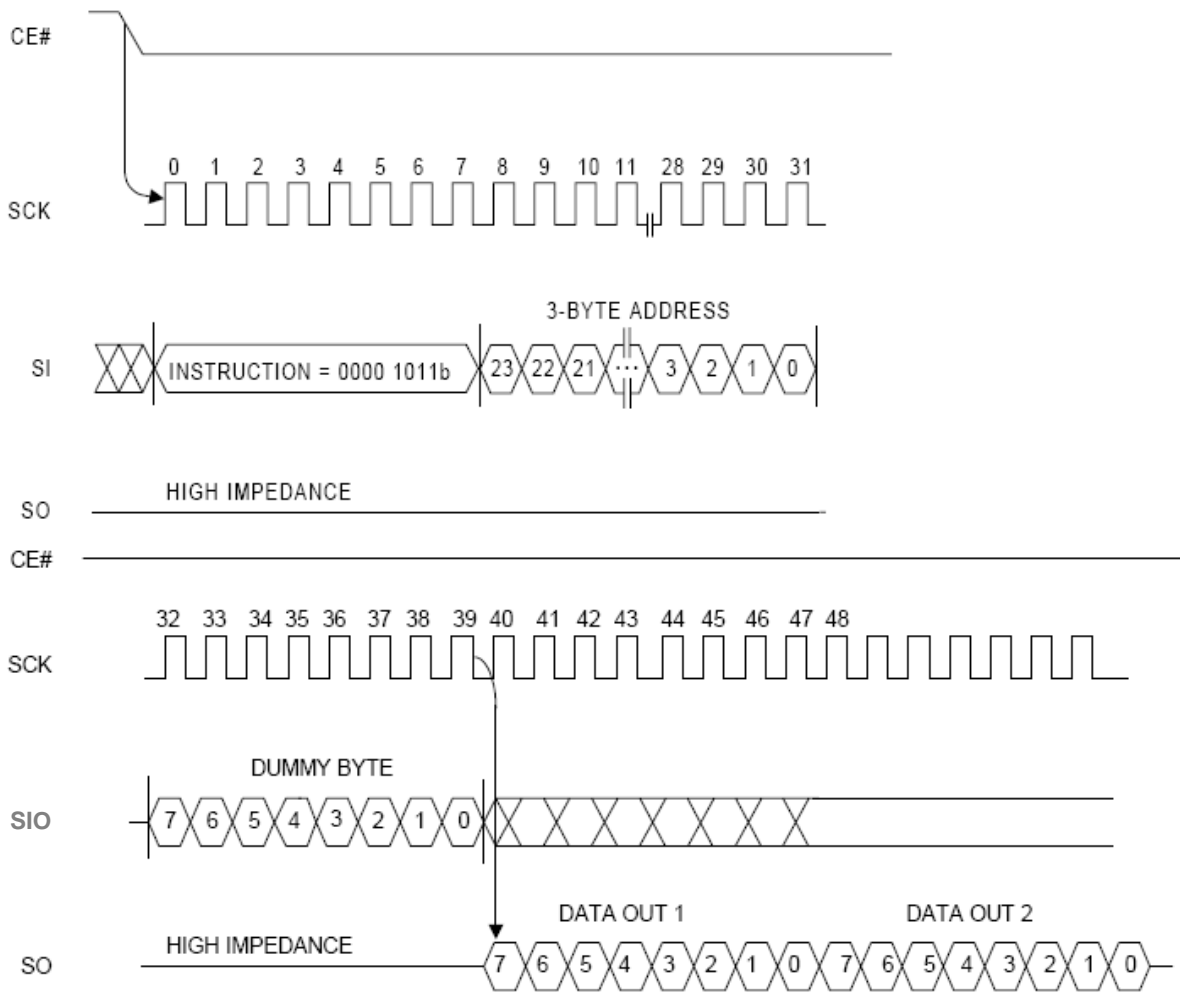 CE#
0 1 2 3 4 5 6 7 8 9 10 11 28 29 30 31
SCK
3-BYTE ADDRESS
SI INSTRUCTION = 0000 1011b 23 22 21 ... 3 2 1 0
HIGH IMPEDANCE
SO
CE#
32 33 34 35 36 37 38 39 40 41 42 43 44 45 46 47 48
SCK
DUMMY BYTE
SIO 7 6 5 4 3 2 1 0
DATA OUT 1 DATA OUT 2
HIGH IMPEDANCE
SO 7 6 5 4 3 2 1 0 7 6 5 4 3 2 1 0